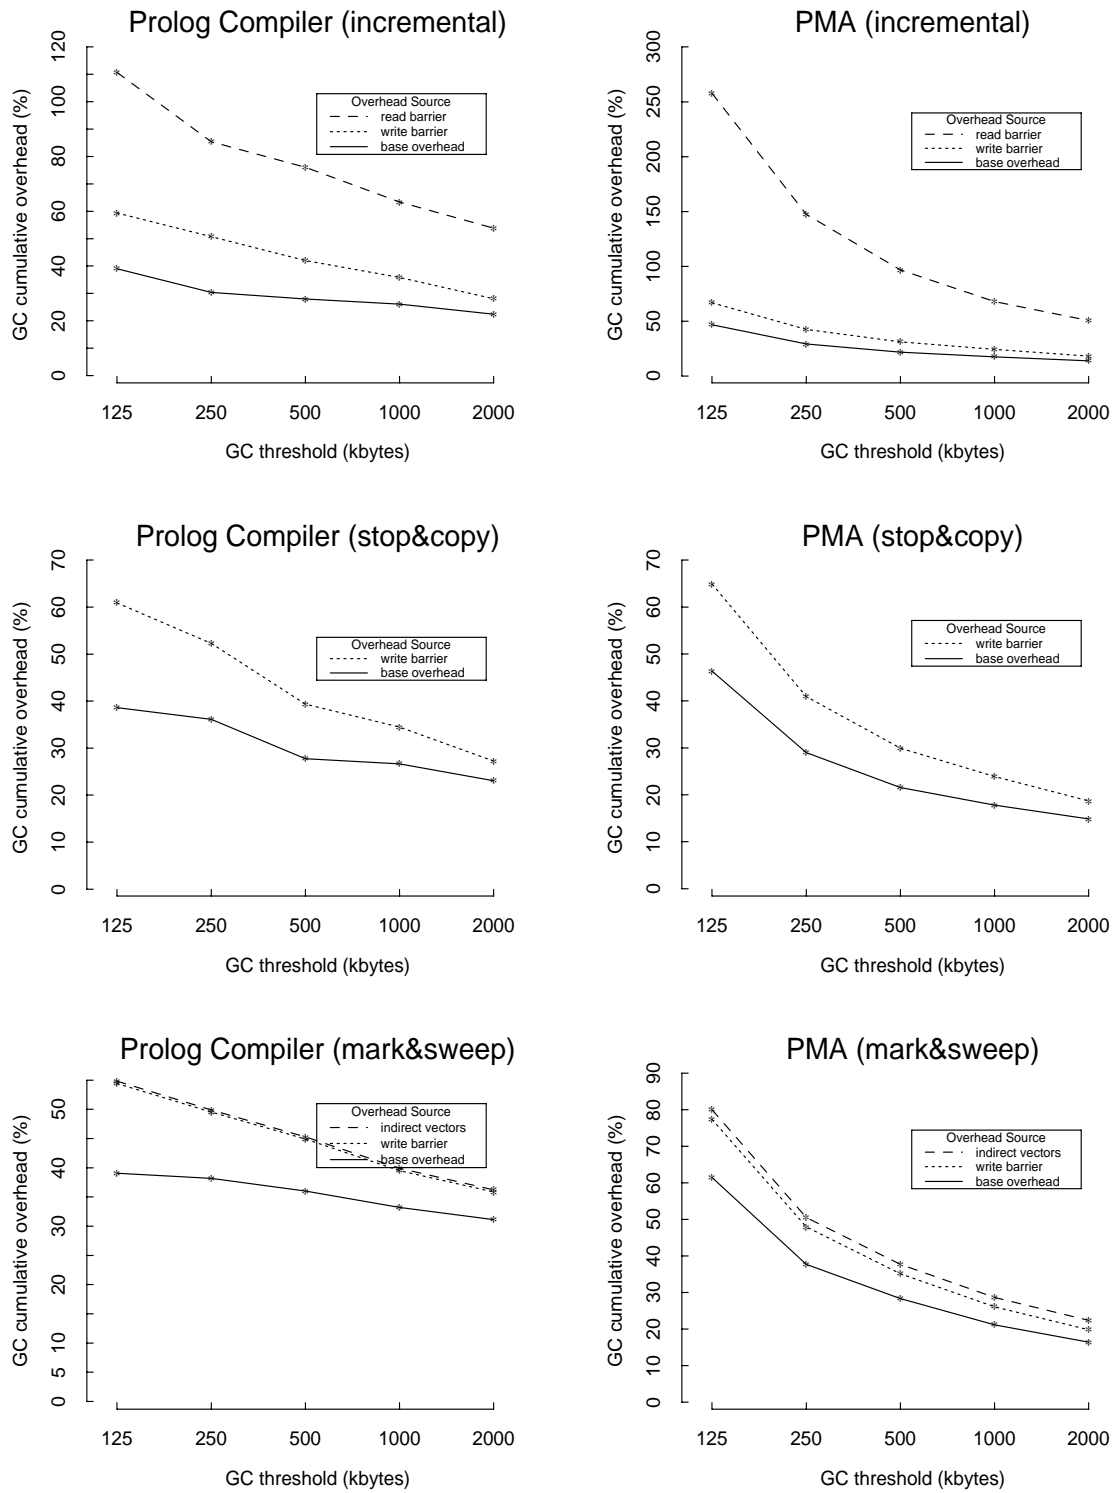 Prolog Compiler (incremental)
GC cumulative overhead (%)
0 20 40 60 80 100 120
Overhead Source
read barrier
write barrier
base overhead
125 250 500 1000 2000
GC threshold (kbytes)
PMA (incremental)
GC cumulative overhead (%)
0 50 100 150 200 250 300
Overhead Source
read barrier
write barrier
base overhead
125 250 500 1000 2000
GC threshold (kbytes)
Prolog Compiler (stop&copy)
GC cumulative overhead (%)
0 10 20 30 40 50 60 70
Overhead Source
write barrier
base overhead
125 250 500 1000 2000
GC threshold (kbytes)
PMA (stop&copy)
GC cumulative overhead (%)
0 10 20 30 40 50 60 70
Overhead Source
write barrier
base overhead
125 250 500 1000 2000
GC threshold (kbytes)
Prolog Compiler (mark&sweep)
GC cumulative overhead (%)
0 5 10 20 30 40 50
Overhead Source
indirect vectors
write barrier
base overhead
125 250 500 1000 2000
GC threshold (kbytes)
PMA (mark&sweep)
GC cumulative overhead (%)
0 10 20 30 40 50 60 70 80 90
Overhead Source
indirect vectors
write barrier
base overhead
125 250 500 1000 2000
GC threshold (kbytes)